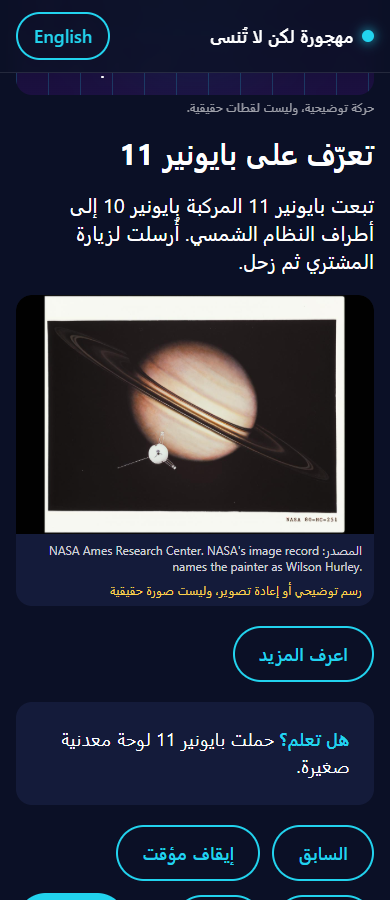 مهجورة لكن لا تُنسى
English
حركة توضيحية، وليست لقطات حقيقية.
تعرّف على بايونير 11
تبعت بايونير 11 المركبة بايونير 10 إلى
أطراف النظام الشمسي. أُرسلت لزيارة
المشتري ثم زحل.
NASA 80-HC-251
المصدر: NASA Ames Research Center. NASA's image record
names the painter as Wilson Hurley.
رسم توضيحي أو إعادة تصوير، وليست صورة حقيقية
اعرف المزيد
هل تعلم؟ حملت بايونير 11 لوحة معدنية
صغيرة.
السابق
إيقاف مؤقت